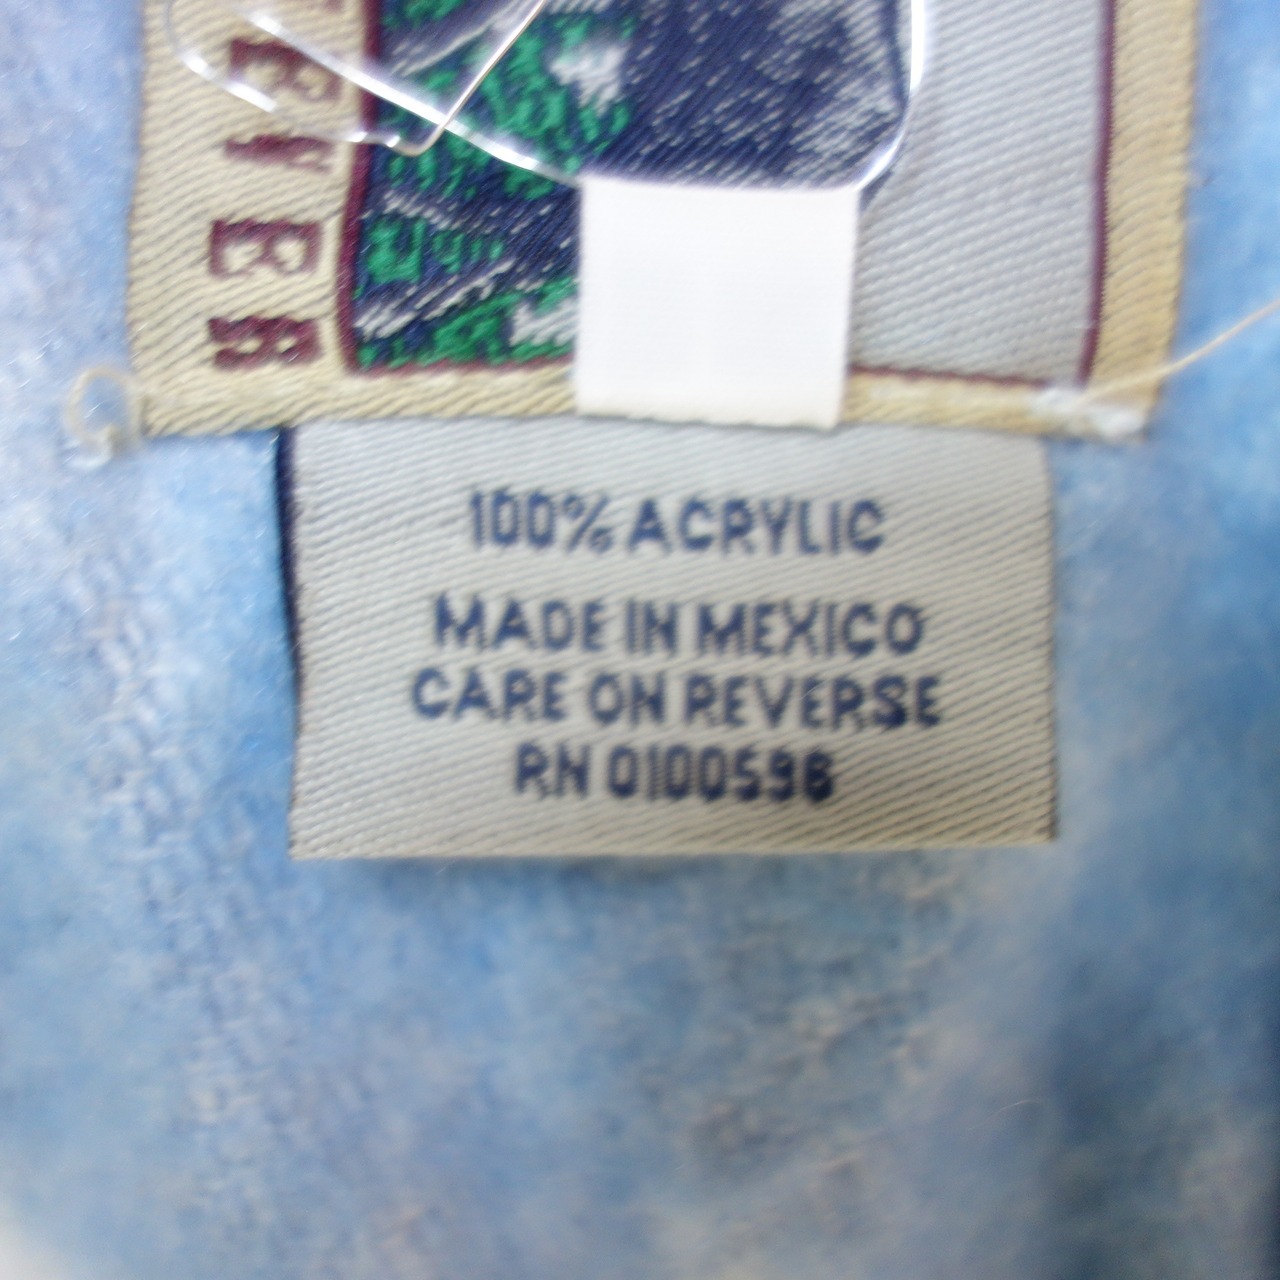 100% ACRYLIC
MADE IN MEXICO
CARE ON REVERSE
RN 0100598